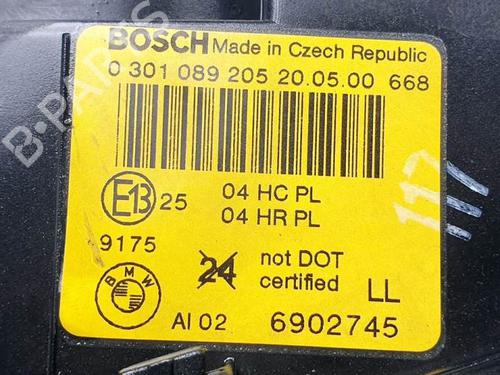 BOSCH Made in Czech Republic
0 301 089 205 20.05.00 668
E13 25 04 HC PL
04 HR PL
9175
24 not DOT
certified
LL
BMW
AI 02 6902745
117
B-PARTS